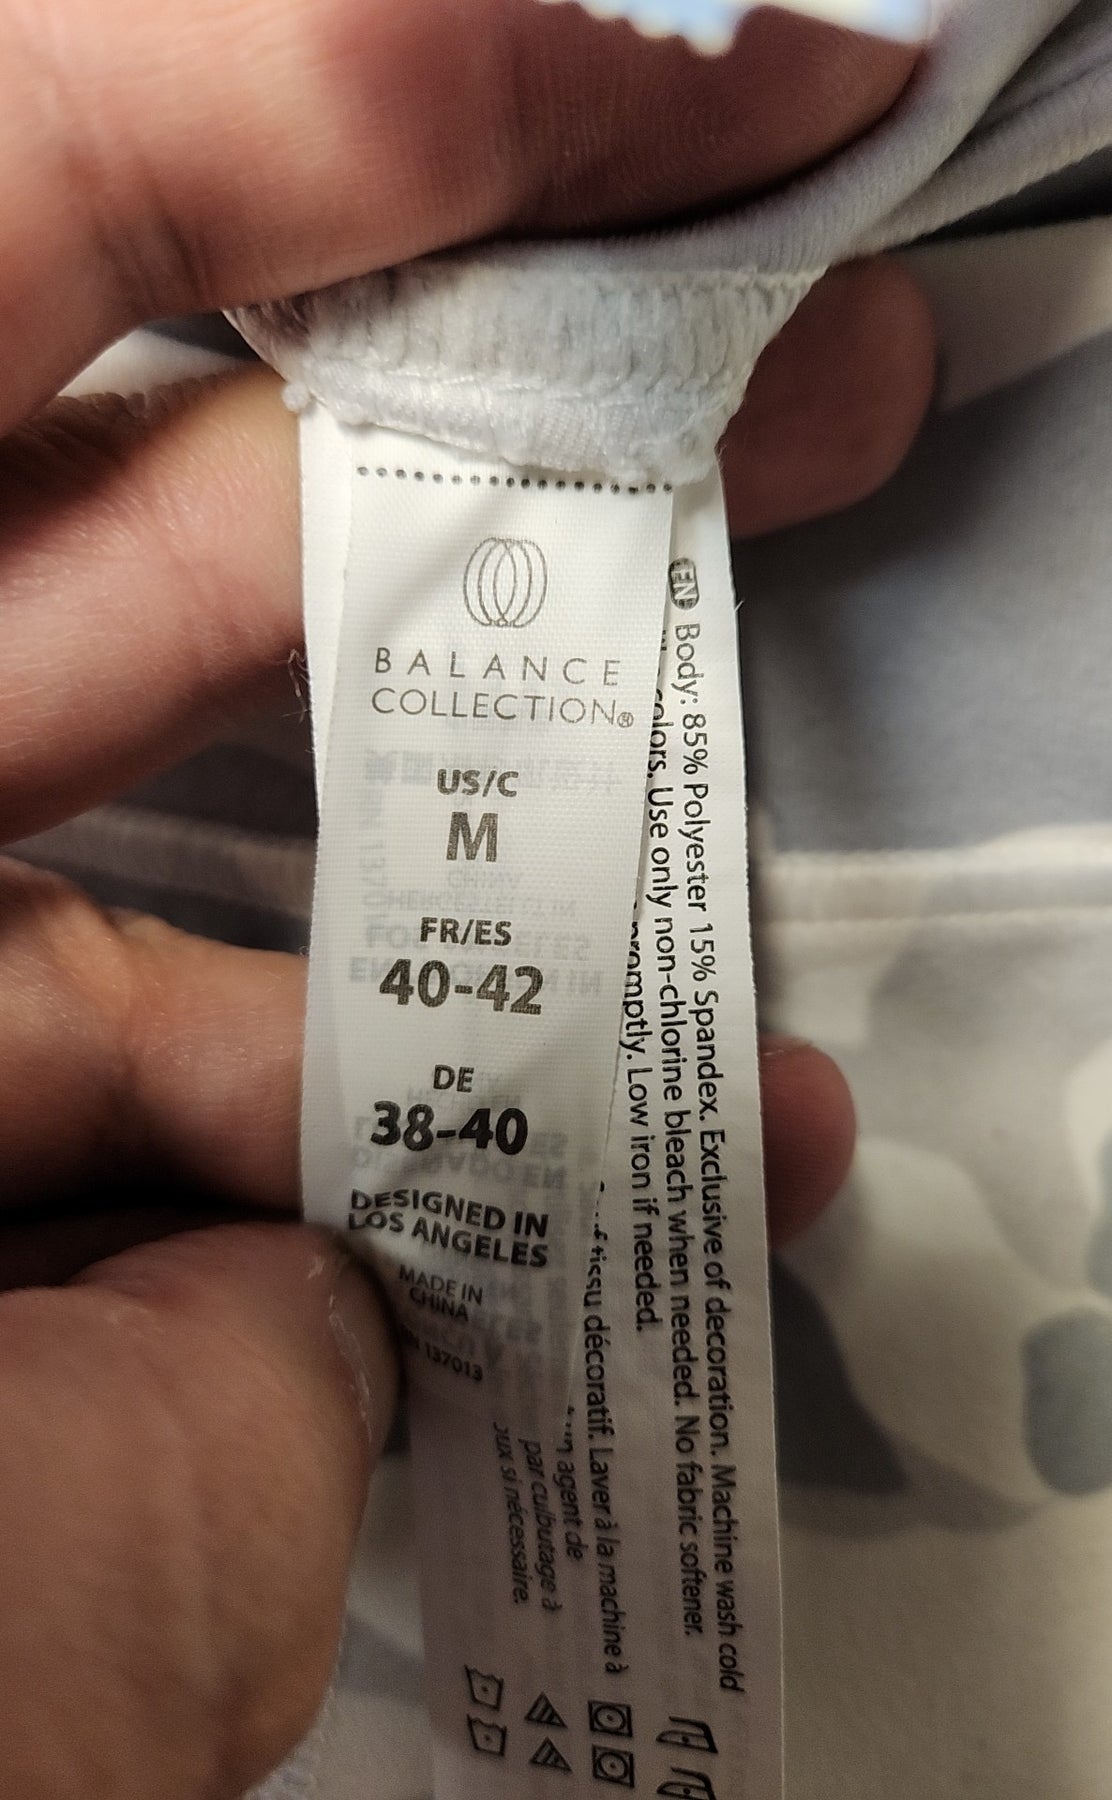 BALANCE
COLLECTION®
US/C
M
FR/ES
40-42
DE
38-40
DESIGNED IN
LOS ANGELES
MADE IN
CHINA
137013
EN Body: 85% Polyester 15% Spandex. Exclusive of decoration. Machine wash cold
colors. Use only non-chlorine bleach when needed. No fabric softener.
promptly. Low iron if needed.
tissu décoratif. Laver à la machine à
agent de
par culbutage à
si nécessaire.